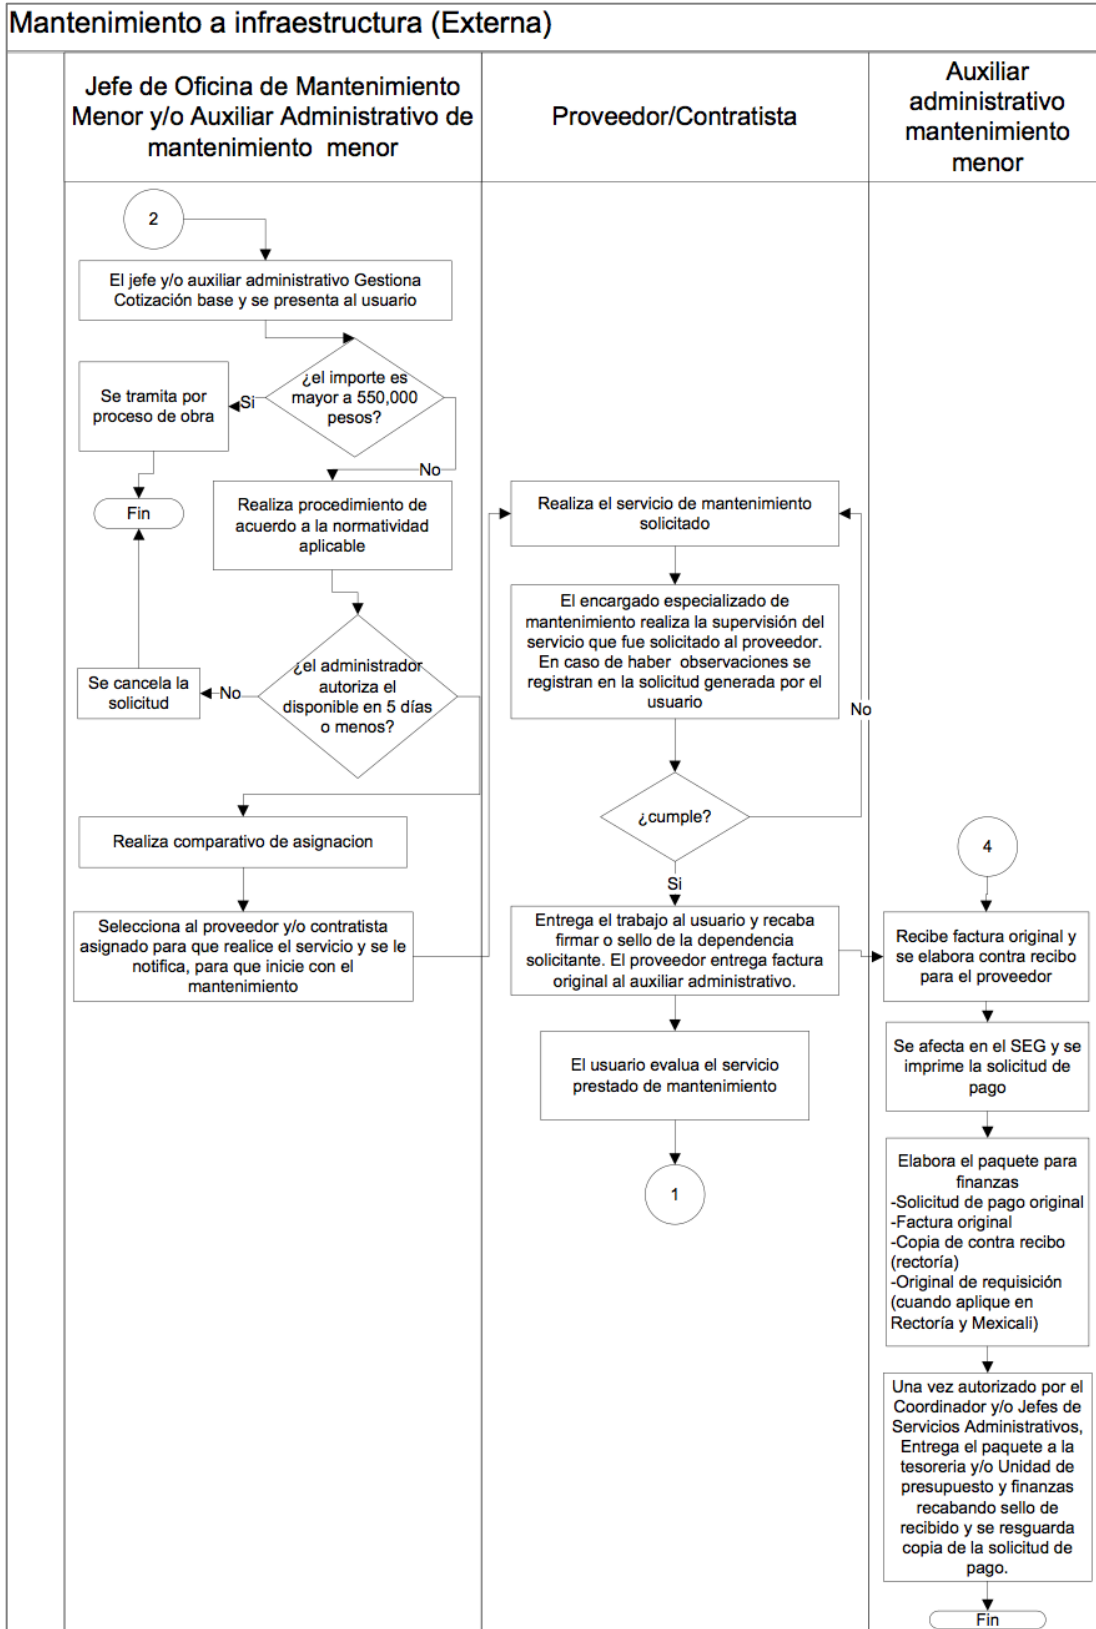 Mantenimiento a infraestructura (Externa)
Jefe de Oficina de Mantenimiento
Menor y/o Auxiliar Administrativo de
mantenimiento menor
Proveedor/Contratista
Auxiliar
administrativo
mantenimiento
menor
2
El jefe y/o auxiliar administrativo Gestiona
Cotización base y se presenta al usuario
¿el importe es
mayor a 550,000
pesos?
Si
Se tramita por
proceso de obra
No
Fin
Realiza procedimiento de
acuerdo a la normatividad
aplicable
¿el administrador
autoriza el
disponible en 5 días
o menos?
No
Se cancela la
solicitud
Realiza comparativo de asignacion
Selecciona al proveedor y/o contratista
asignado para que realice el servicio y se le
notifica, para que inicie con el
mantenimiento
Realiza el servicio de mantenimiento
solicitado
El encargado especializado de
mantenimiento realiza la supervisión del
servicio que fue solicitado al proveedor.
En caso de haber observaciones se
registran en la solicitud generada por el
usuario
No
¿cumple?
Si
Entrega el trabajo al usuario y recaba
firmar o sello de la dependencia
solicitante. El proveedor entrega factura
original al auxiliar administrativo.
El usuario evalua el servicio
prestado de mantenimiento
1
4
Recibe factura original y
se elabora contra recibo
para el proveedor
Se afecta en el SEG y se
imprime la solicitud de
pago
Elabora el paquete para
finanzas
-Solicitud de pago original
-Factura original
-Copia de contra recibo
(rectoría)
-Original de requisición
(cuando aplique en
Rectoría y Mexicali)
Una vez autorizado por el
Coordinador y/o Jefes de
Servicios Administrativos,
Entrega el paquete a la
tesoreria y/o Unidad de
presupuesto y finanzas
recabando sello de
recibido y se resguarda
copia de la solicitud de
pago.
Fin